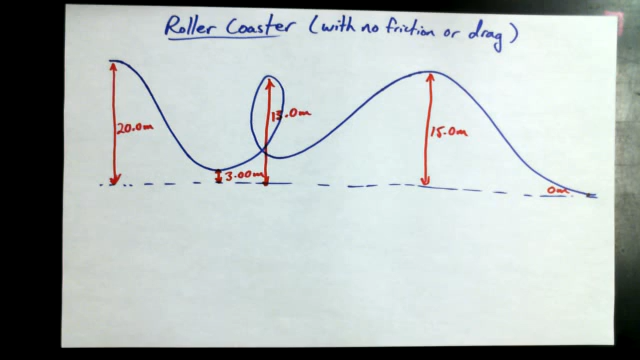 Roller Coaster (with no friction or drag)
20.0m
3.00m
15.0m
0m